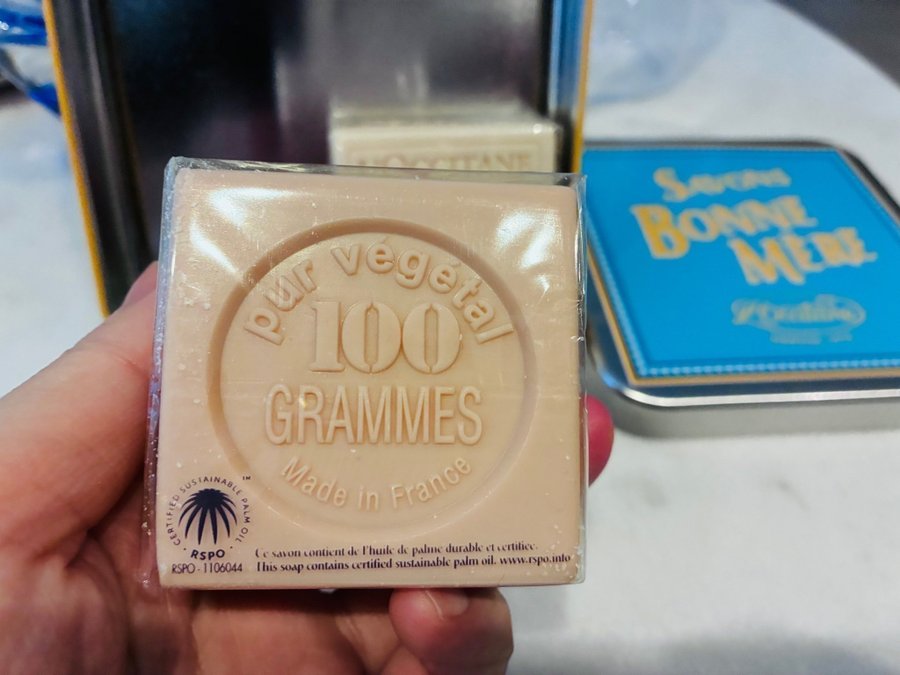 L'OCCITANE
SAVONS
BONNE
MÈRE
L'Occitane
pur végétal
100
GRAMMES
Made in France
CERTIFIED SUSTAINABLE PALM OIL ™
RSPO
RSPO - 1106044
Ce savon contient de l'huile de palme durable et certifiée.
This soap contains certified sustainable palm oil. www.rspo.info